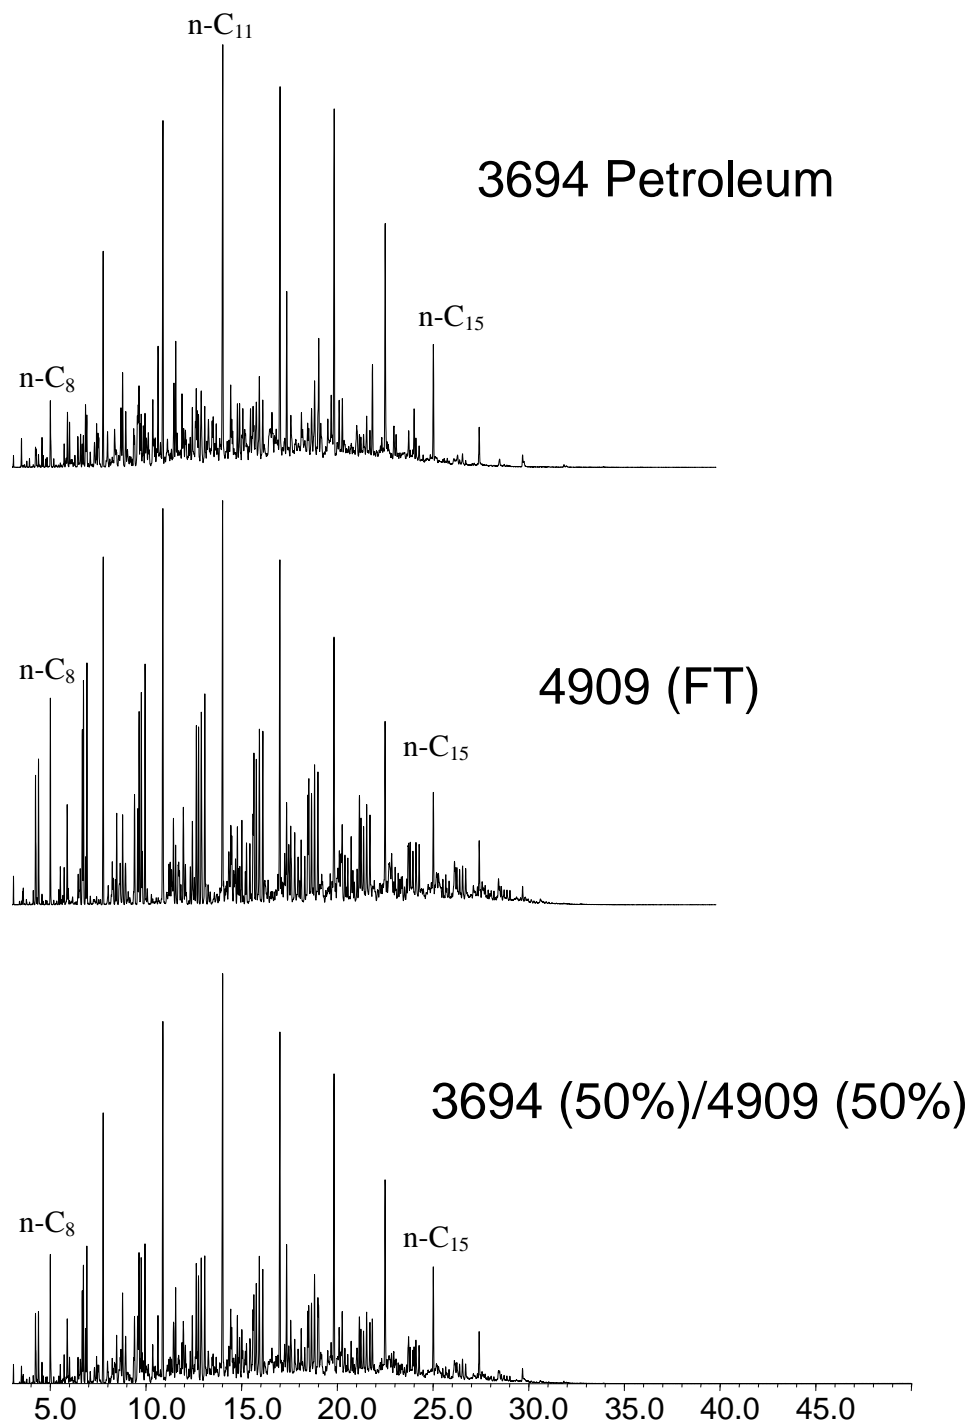 n-C₁₁
3694 Petroleum
n-C₁₅
n-C₈
n-C₈
4909 (FT)
n-C₁₅
3694 (50%)/4909 (50%)
n-C₈
n-C₁₅
5.0 10.0 15.0 20.0 25.0 30.0 35.0 40.0 45.0